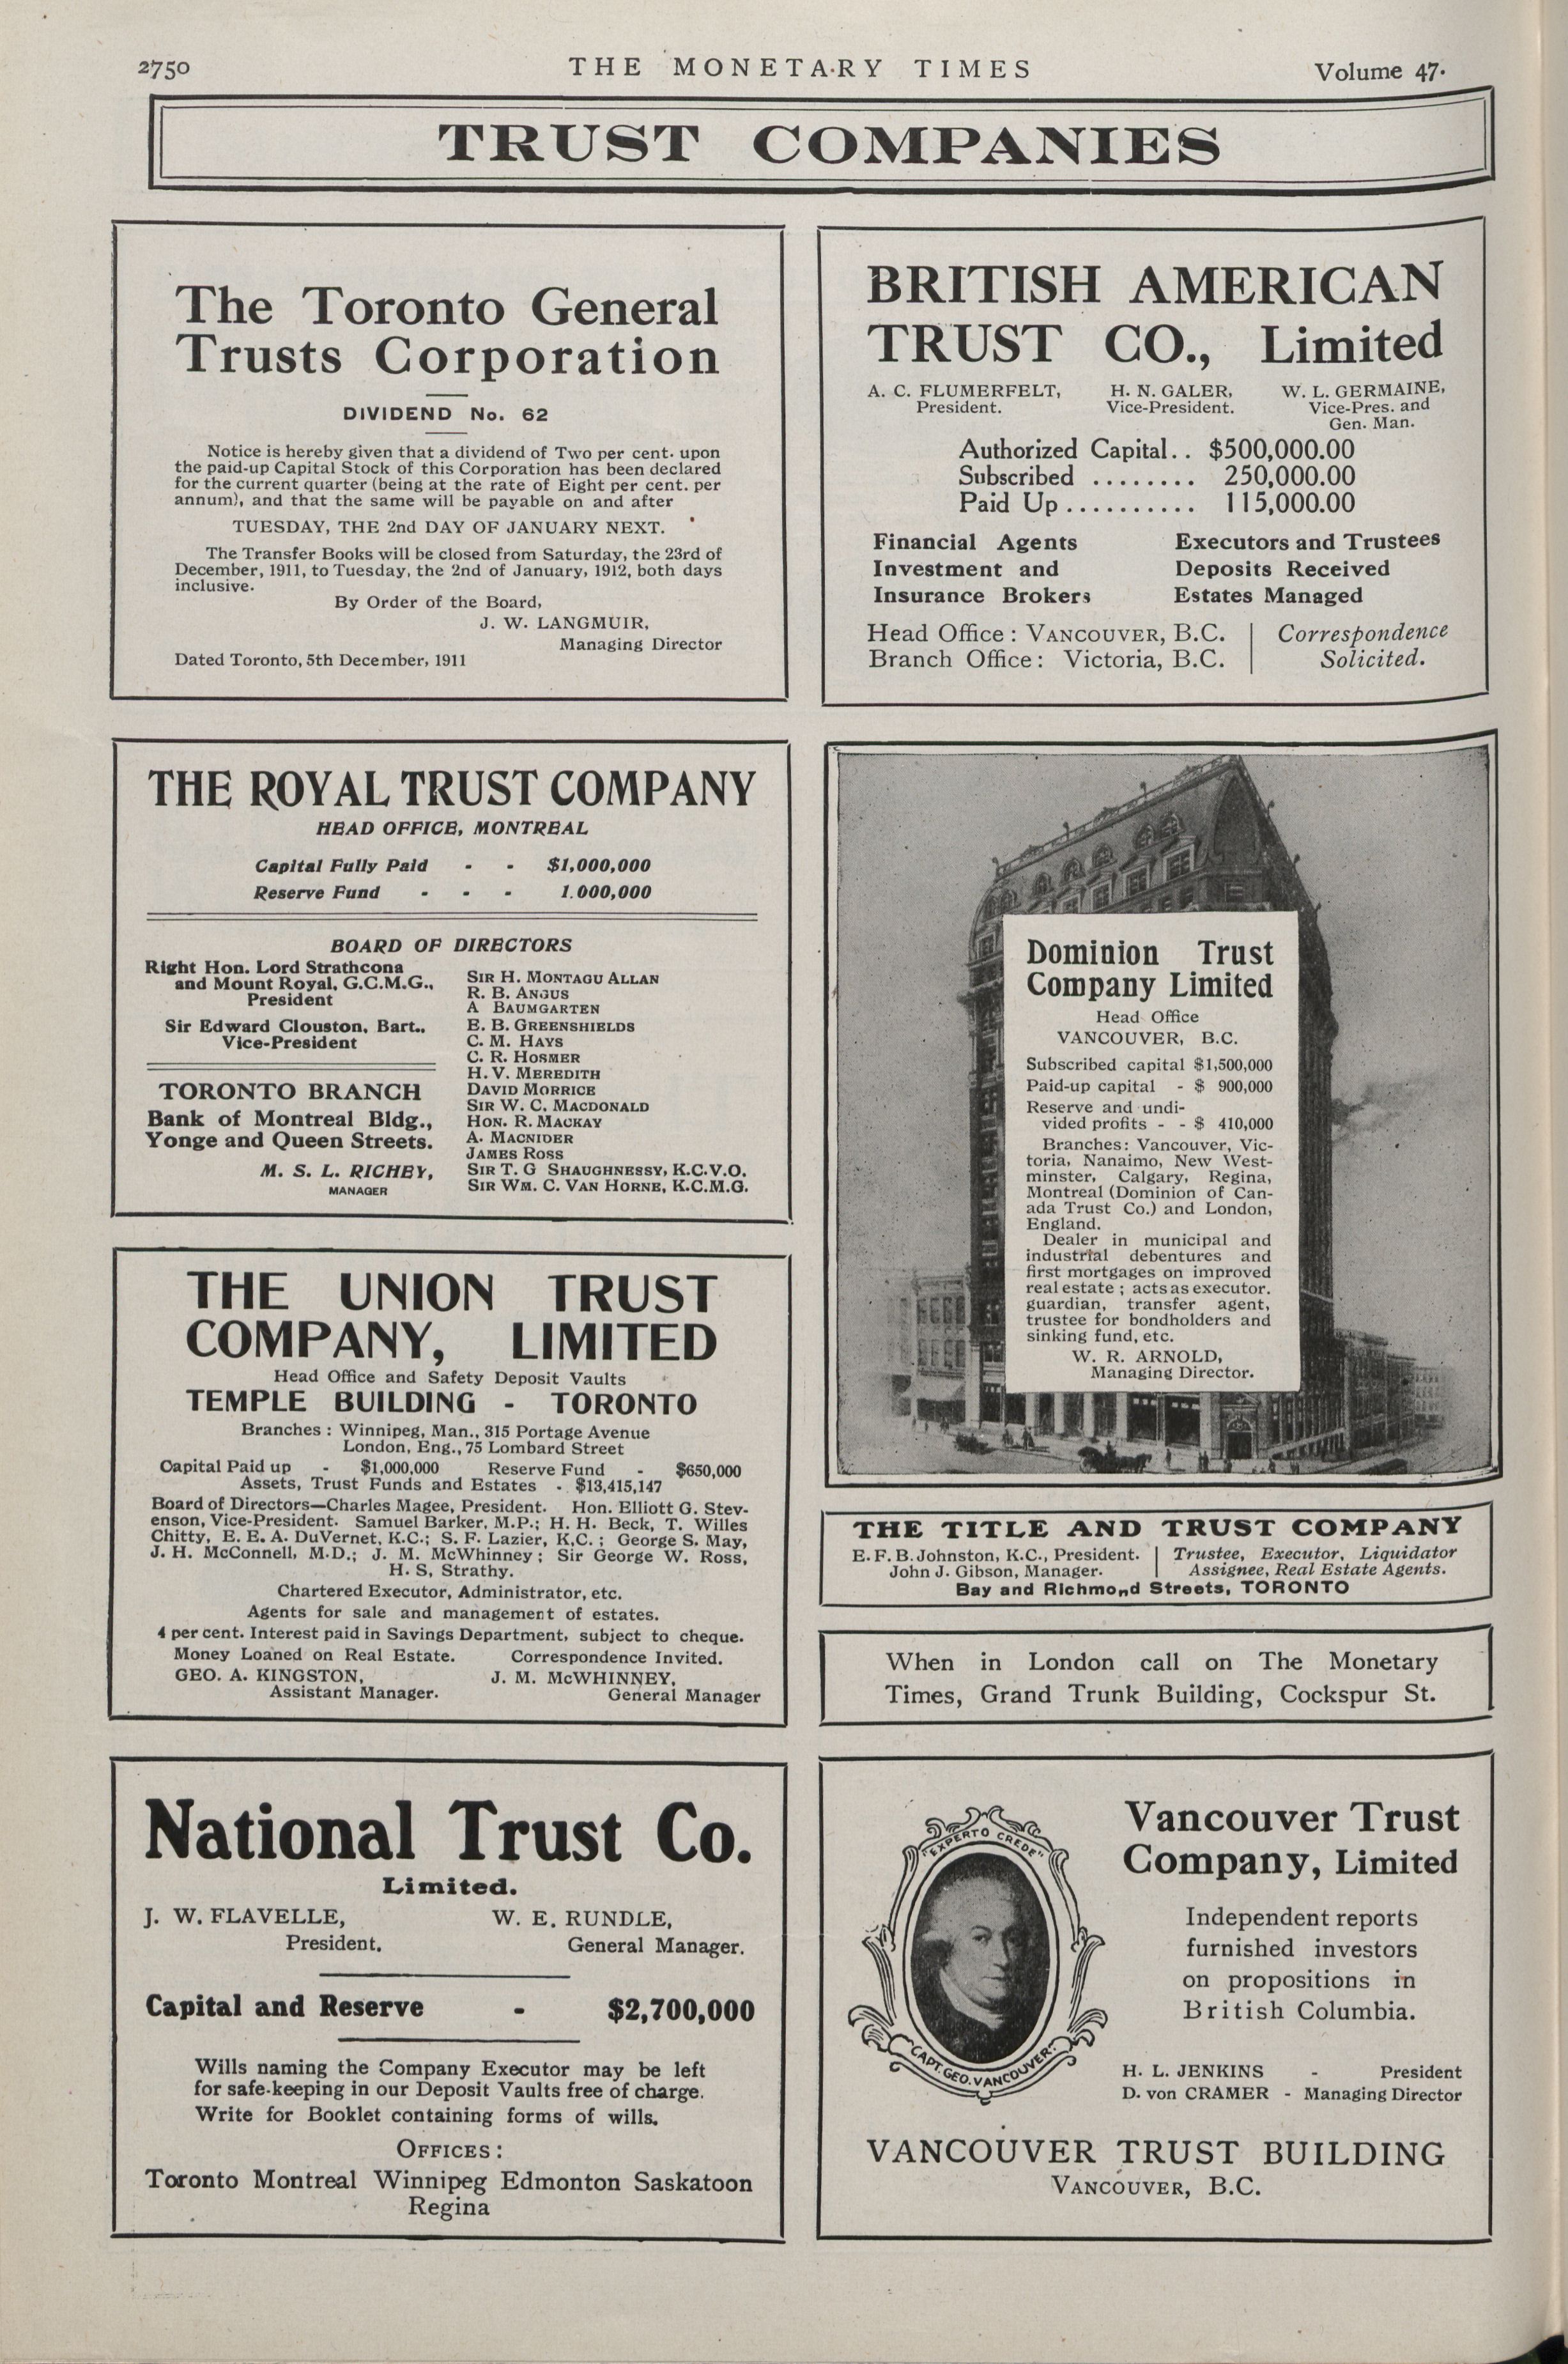 2750
THE MONETARY TIMES
Volume 47.
TRUST COMPANIES
The Toronto General
Trusts Corporation
DIVIDEND No. 62
Notice is hereby given that a dividend of Two per cent. upon
the paid-up Capital Stock of this Corporation has been declared
for the current quarter (being at the rate of Eight per cent. per
annum), and that the same will be payable on and after
TUESDAY, THE 2nd DAY OF JANUARY NEXT.
The Transfer Books will be closed from Saturday, the 23rd of
December, 1911, to Tuesday, the 2nd of January, 1912, both days
inclusive.
By Order of the Board,
J. W. LANGMUIR,
Managing Director
Dated Toronto, 5th December, 1911
BRITISH AMERICAN
TRUST CO., Limited
A. C. FLUMERFELT, H. N. GALER, W. L. GERMAINE,
President. Vice-President. Vice-Pres. and
Gen. Man.
Authorized Capital.. $500,000.00
Subscribed ........ 250,000.00
Paid Up .......... 115,000.00
Financial Agents
Investment and
Insurance Brokers
Executors and Trustees
Deposits Received
Estates Managed
Head Office : VANCOUVER, B.C.
Branch Office : Victoria, B.C.
Correspondence
Solicited.
THE ROYAL TRUST COMPANY
HEAD OFFICE, MONTREAL
Capital Fully Paid - - $1,000,000
Reserve Fund - - - 1.000,000
BOARD OF DIRECTORS
Right Hon. Lord Strathcona
and Mount Royal, G.C.M.G.,
President
Sir Edward Clouston, Bart.,
Vice-President
TORONTO BRANCH
Bank of Montreal Bldg.,
Yonge and Queen Streets.
M. S. L. RICHEY,
MANAGER
SIR H. MONTAGU ALLAN
R. B. ANGUS
A BAUMGARTEN
E. B. GREENSHIELDS
C. M. HAYS
C. R. HOSMER
H. V. MEREDITH
DAVID MORRICE
SIR W. C. MACDONALD
HON. R. MACKAY
A. MACNIDER
JAMES ROSS
SIR T. G SHAUGHNESSY, K.C.V.O.
SIR WM. C. VAN HORNE, K.C.M.G.
Dominion Trust
Company Limited
Head Office
VANCOUVER, B.C.
Subscribed capital $1,500,000
Paid-up capital - $ 900,000
Reserve and undi-
vided profits - - $ 410,000
Branches: Vancouver, Vic-
toria, Nanaimo, New West-
minster, Calgary, Regina,
Montreal (Dominion of Can-
ada Trust Co.) and London,
England.
Dealer in municipal and
industrial debentures and
first mortgages on improved
real estate ; acts as executor.
guardian, transfer agent,
trustee for bondholders and
sinking fund, etc.
W. R. ARNOLD,
Managing Director.
THE UNION TRUST
COMPANY, LIMITED
Head Office and Safety Deposit Vaults
TEMPLE BUILDING - TORONTO
Branches : Winnipeg, Man., 315 Portage Avenue
London, Eng., 75 Lombard Street
Capital Paid up - $1,000,000 Reserve Fund - $650,000
Assets, Trust Funds and Estates - $13,415,147
Board of Directors—Charles Magee, President. Hon. Elliott G. Stev-
enson, Vice-President. Samuel Barker, M.P.; H. H. Beck, T. Willes
Chitty, E. E. A. DuVernet, K.C.; S. F. Lazier, K.C. ; George S. May,
J. H. McConnell, M.D.; J. M. McWhinney ; Sir George W. Ross,
H. S, Strathy.
Chartered Executor, Administrator, etc.
Agents for sale and management of estates.
4 per cent. Interest paid in Savings Department, subject to cheque.
Money Loaned on Real Estate. Correspondence Invited.
GEO. A. KINGSTON, J. M. McWHINNEY,
Assistant Manager. General Manager
THE TITLE AND TRUST COMPANY
E. F. B. Johnston, K.C., President.
John J. Gibson, Manager.
Trustee, Executor, Liquidator
Assignee, Real Estate Agents.
Bay and Richmond Streets, TORONTO
When in London call on The Monetary
Times, Grand Trunk Building, Cockspur St.
National Trust Co.
Limited.
J. W. FLAVELLE, W. E. RUNDLE,
President. General Manager.
Capital and Reserve - $2,700,000
Wills naming the Company Executor may be left
for safe-keeping in our Deposit Vaults free of charge.
Write for Booklet containing forms of wills.
OFFICES :
Toronto Montreal Winnipeg Edmonton Saskatoon
Regina
"EXPERTO CREDE"
CAPT. GEO. VANCOUVER.
Vancouver Trust
Company, Limited
Independent reports
furnished investors
on propositions in
British Columbia.
H. L. JENKINS - President
D. von CRAMER - Managing Director
VANCOUVER TRUST BUILDING
VANCOUVER, B.C.